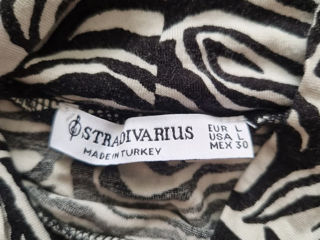 STRADIVARIUS
MADE IN TURKEY
EUR L
USA L
MEX 30